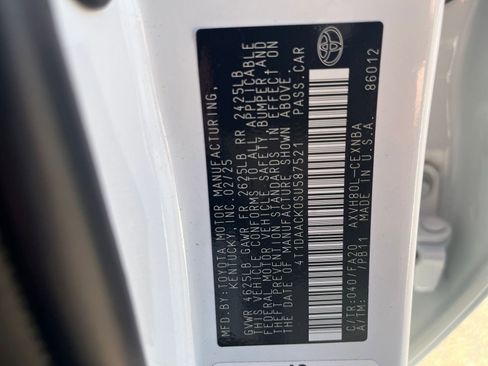 MFD.BY:TOYOTA MOTOR MANUFACTURING,
KENTUCKY, INC. 02/25
GVWR 4625LB GAWR FR 2625LB RR 2425LB
THIS VEHICLE CONFORMS TO ALL APPLICABLE
FEDERAL MOTOR VEHICLE SAFETY, BUMPER, AND
THEFT PREVENTION STANDARDS IN EFFECT ON
THE DATE OF MANUFACTURE SHOWN ABOVE.
4T1DAACK0SU587521 PASS.CAR
C/TR:040/FA20 AXVH80L-CEXNBA
A/TM: /PB11 MADE IN U.S.A. 86012